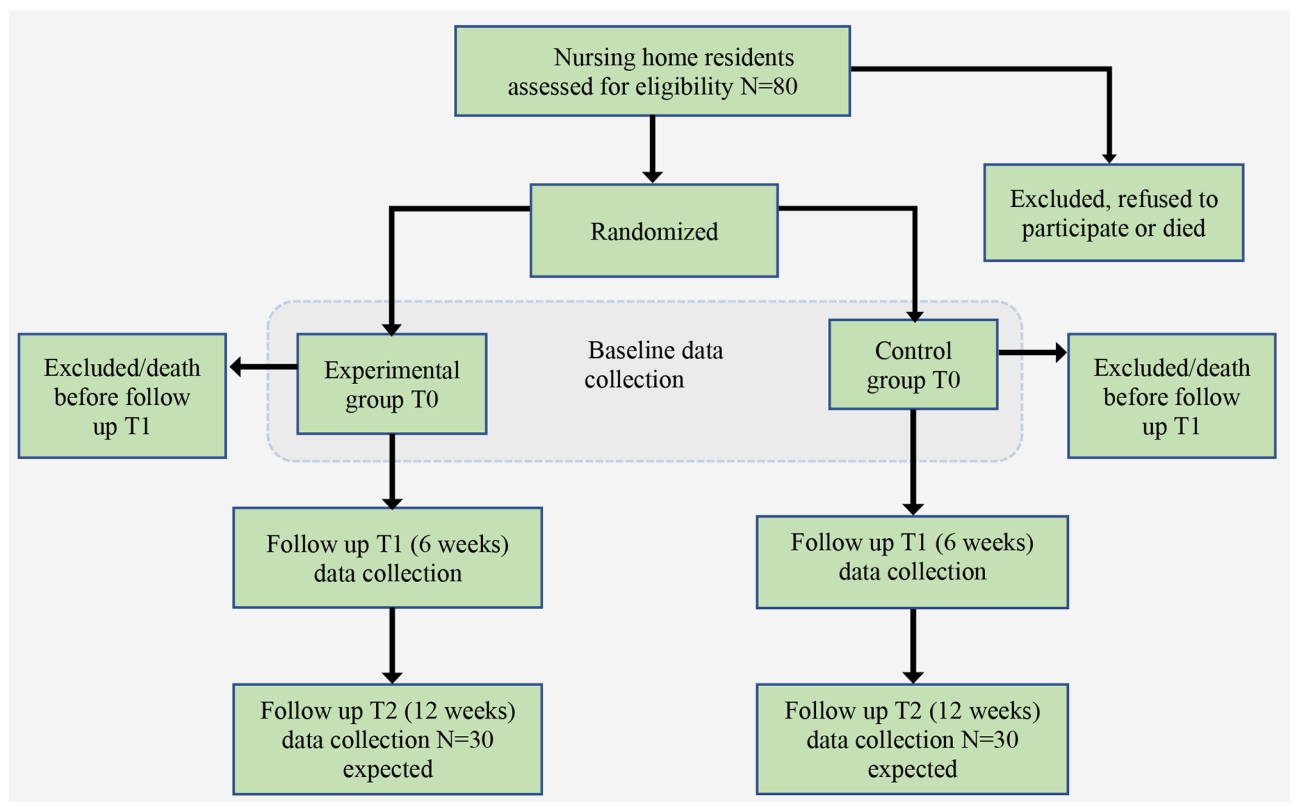 Nursing home residents
assessed for eligibility N=80
Excluded, refused to
participate or died
Randomized
Excluded/death
before follow
up T1
Experimental
group T0
Baseline data
collection
Control
group T0
Excluded/death
before follow
up T1
Follow up T1 (6 weeks)
data collection
Follow up T1 (6 weeks)
data collection
Follow up T2 (12 weeks)
data collection N=30
expected
Follow up T2 (12 weeks)
data collection N=30
expected